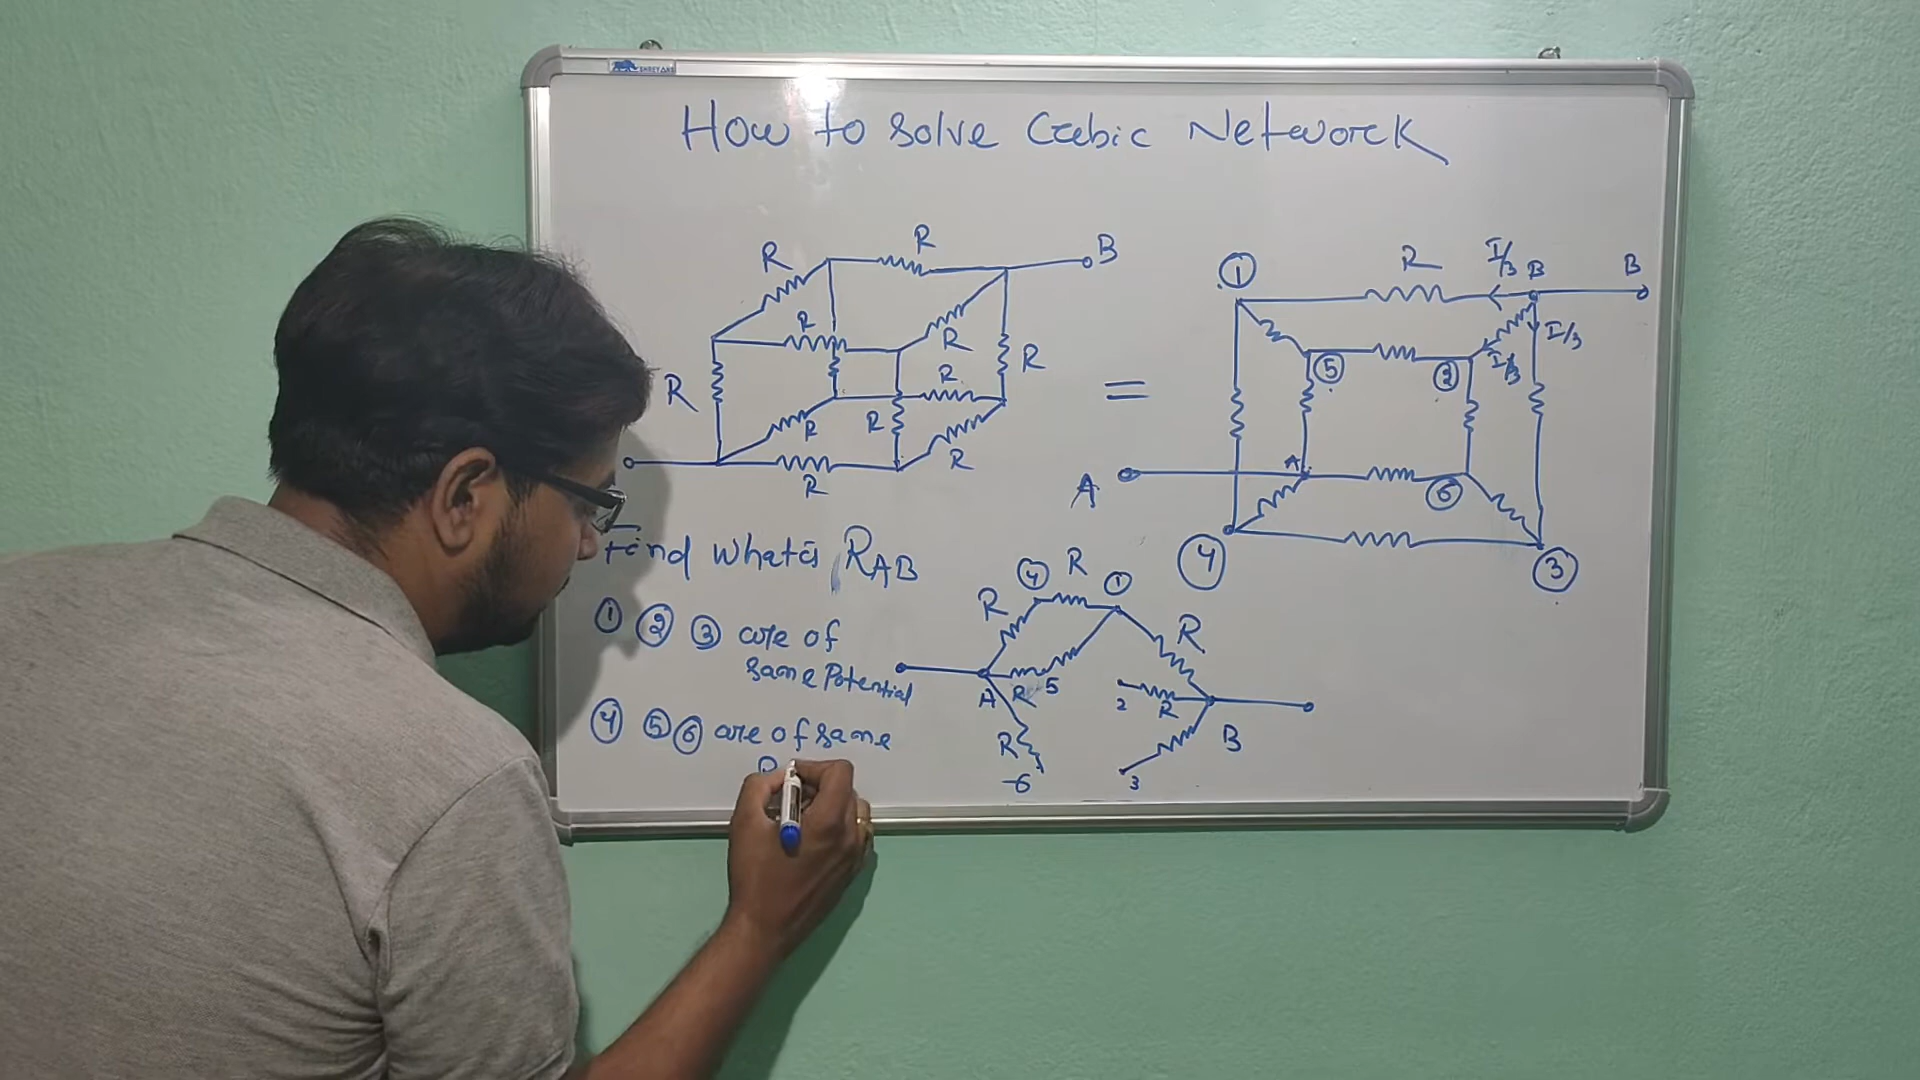 SHREYANS
How to solve Cubic Network
R
R
B
R
R
R
R
R
R
R
R
R
=
①
R
I/3
B
B
I/3
I/3
⑤
②
A
A
⑥
④
③
Find what is RAB
① ② ③ are of
same Potential
④ ⑤ ⑥ are of same
P
④
R
①
R
R
A
R
5
2
R
B
R
6
3